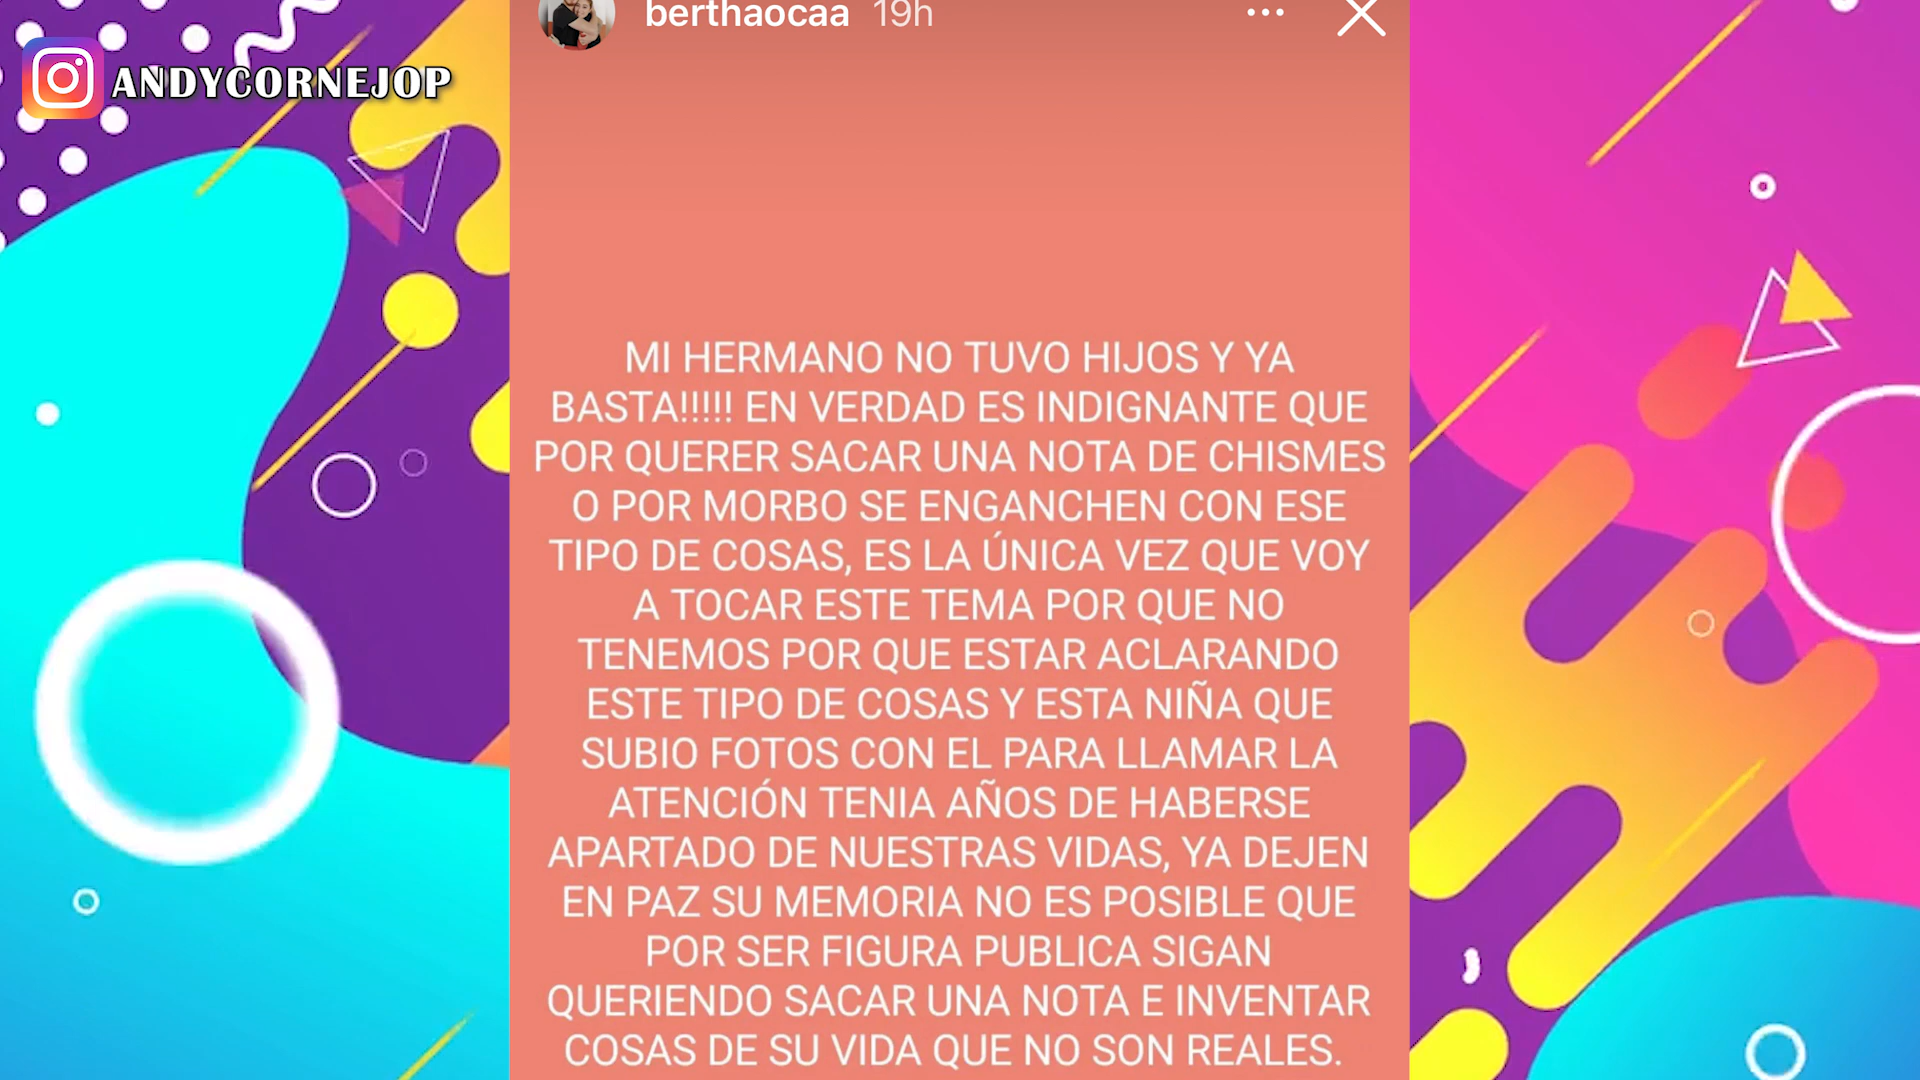 berthaocaa 19h
ANDYCORNEJOP
MI HERMANO NO TUVO HIJOS Y YA
BASTA!!!!! EN VERDAD ES INDIGNANTE QUE
POR QUERER SACAR UNA NOTA DE CHISMES
O POR MORBO SE ENGANCHEN CON ESE
TIPO DE COSAS, ES LA ÚNICA VEZ QUE VOY
A TOCAR ESTE TEMA POR QUE NO
TENEMOS POR QUE ESTAR ACLARANDO
ESTE TIPO DE COSAS Y ESTA NIÑA QUE
SUBIO FOTOS CON EL PARA LLAMAR LA
ATENCIÓN TENIA AÑOS DE HABERSE
APARTADO DE NUESTRAS VIDAS, YA DEJEN
EN PAZ SU MEMORIA NO ES POSIBLE QUE
POR SER FIGURA PUBLICA SIGAN
QUERIENDO SACAR UNA NOTA E INVENTAR
COSAS DE SU VIDA QUE NO SON REALES.